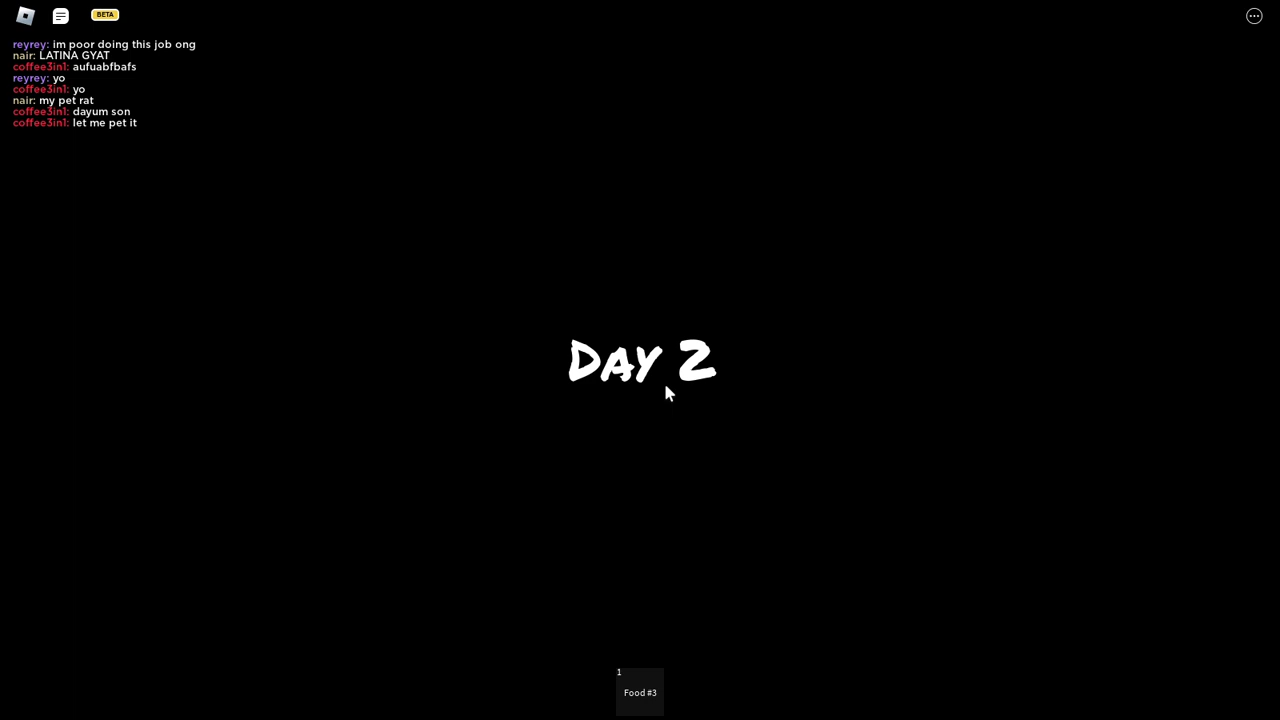 BETA
reyrey: im poor doing this job ong
nair: LATINA GYAT
coffee3in1: aufuabfbafs
reyrey: yo
coffee3in1: yo
nair: my pet rat
coffee3in1: dayum son
coffee3in1: let me pet it
DAY 2
1
Food #3